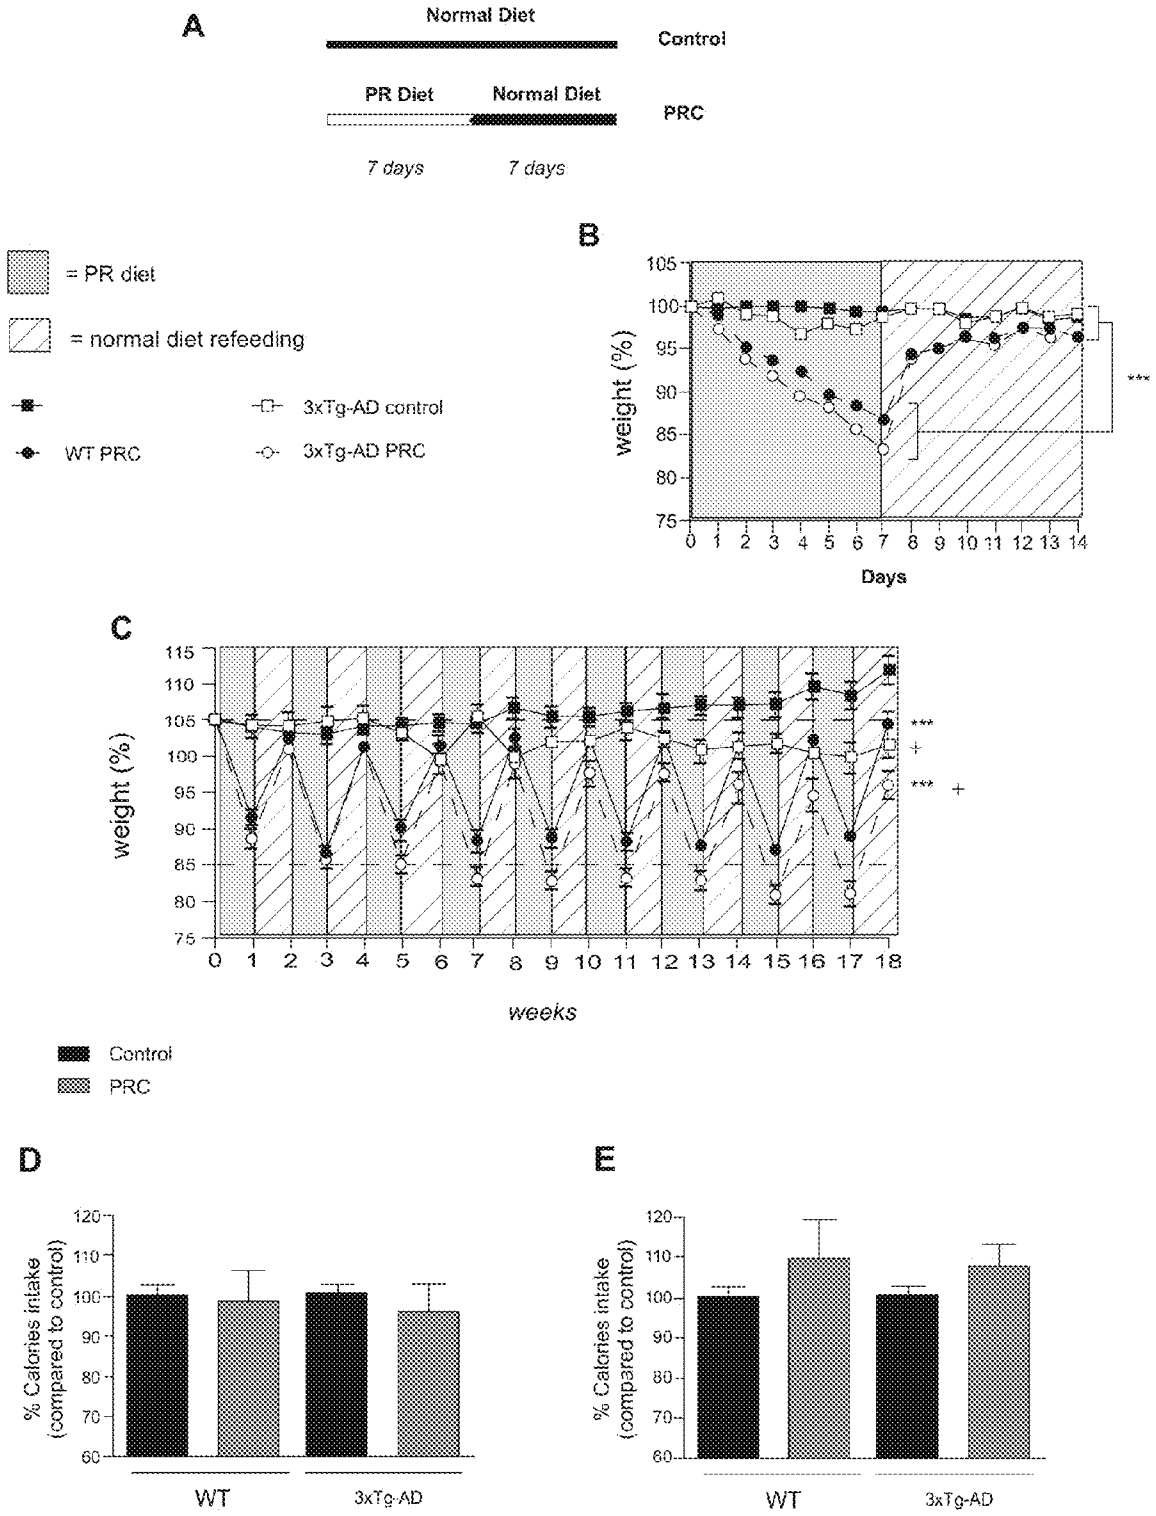 A
Normal Diet
Control
PR Diet
Normal Diet
PRC
7 days
7 days
= PR diet
= normal diet refeeding
3xTg-AD control
WT PRC
3xTg-AD PRC
B
weight (%)
105
100
95
90
85
80
75
0 1 2 3 4 5 6 7 8 9 10 11 12 13 14
Days
***
C
weight (%)
115
110
105
100
95
90
85
80
75
0 1 2 3 4 5 6 7 8 9 10 11 12 13 14 15 16 17 18
weeks
***
+
*** +
Control
PRC
D
% Calories intake
(compared to control)
120
110
100
90
80
70
60
WT
3xTg-AD
E
% Calories intake
(compared to control)
120
110
100
90
80
70
60
WT
3xTg-AD